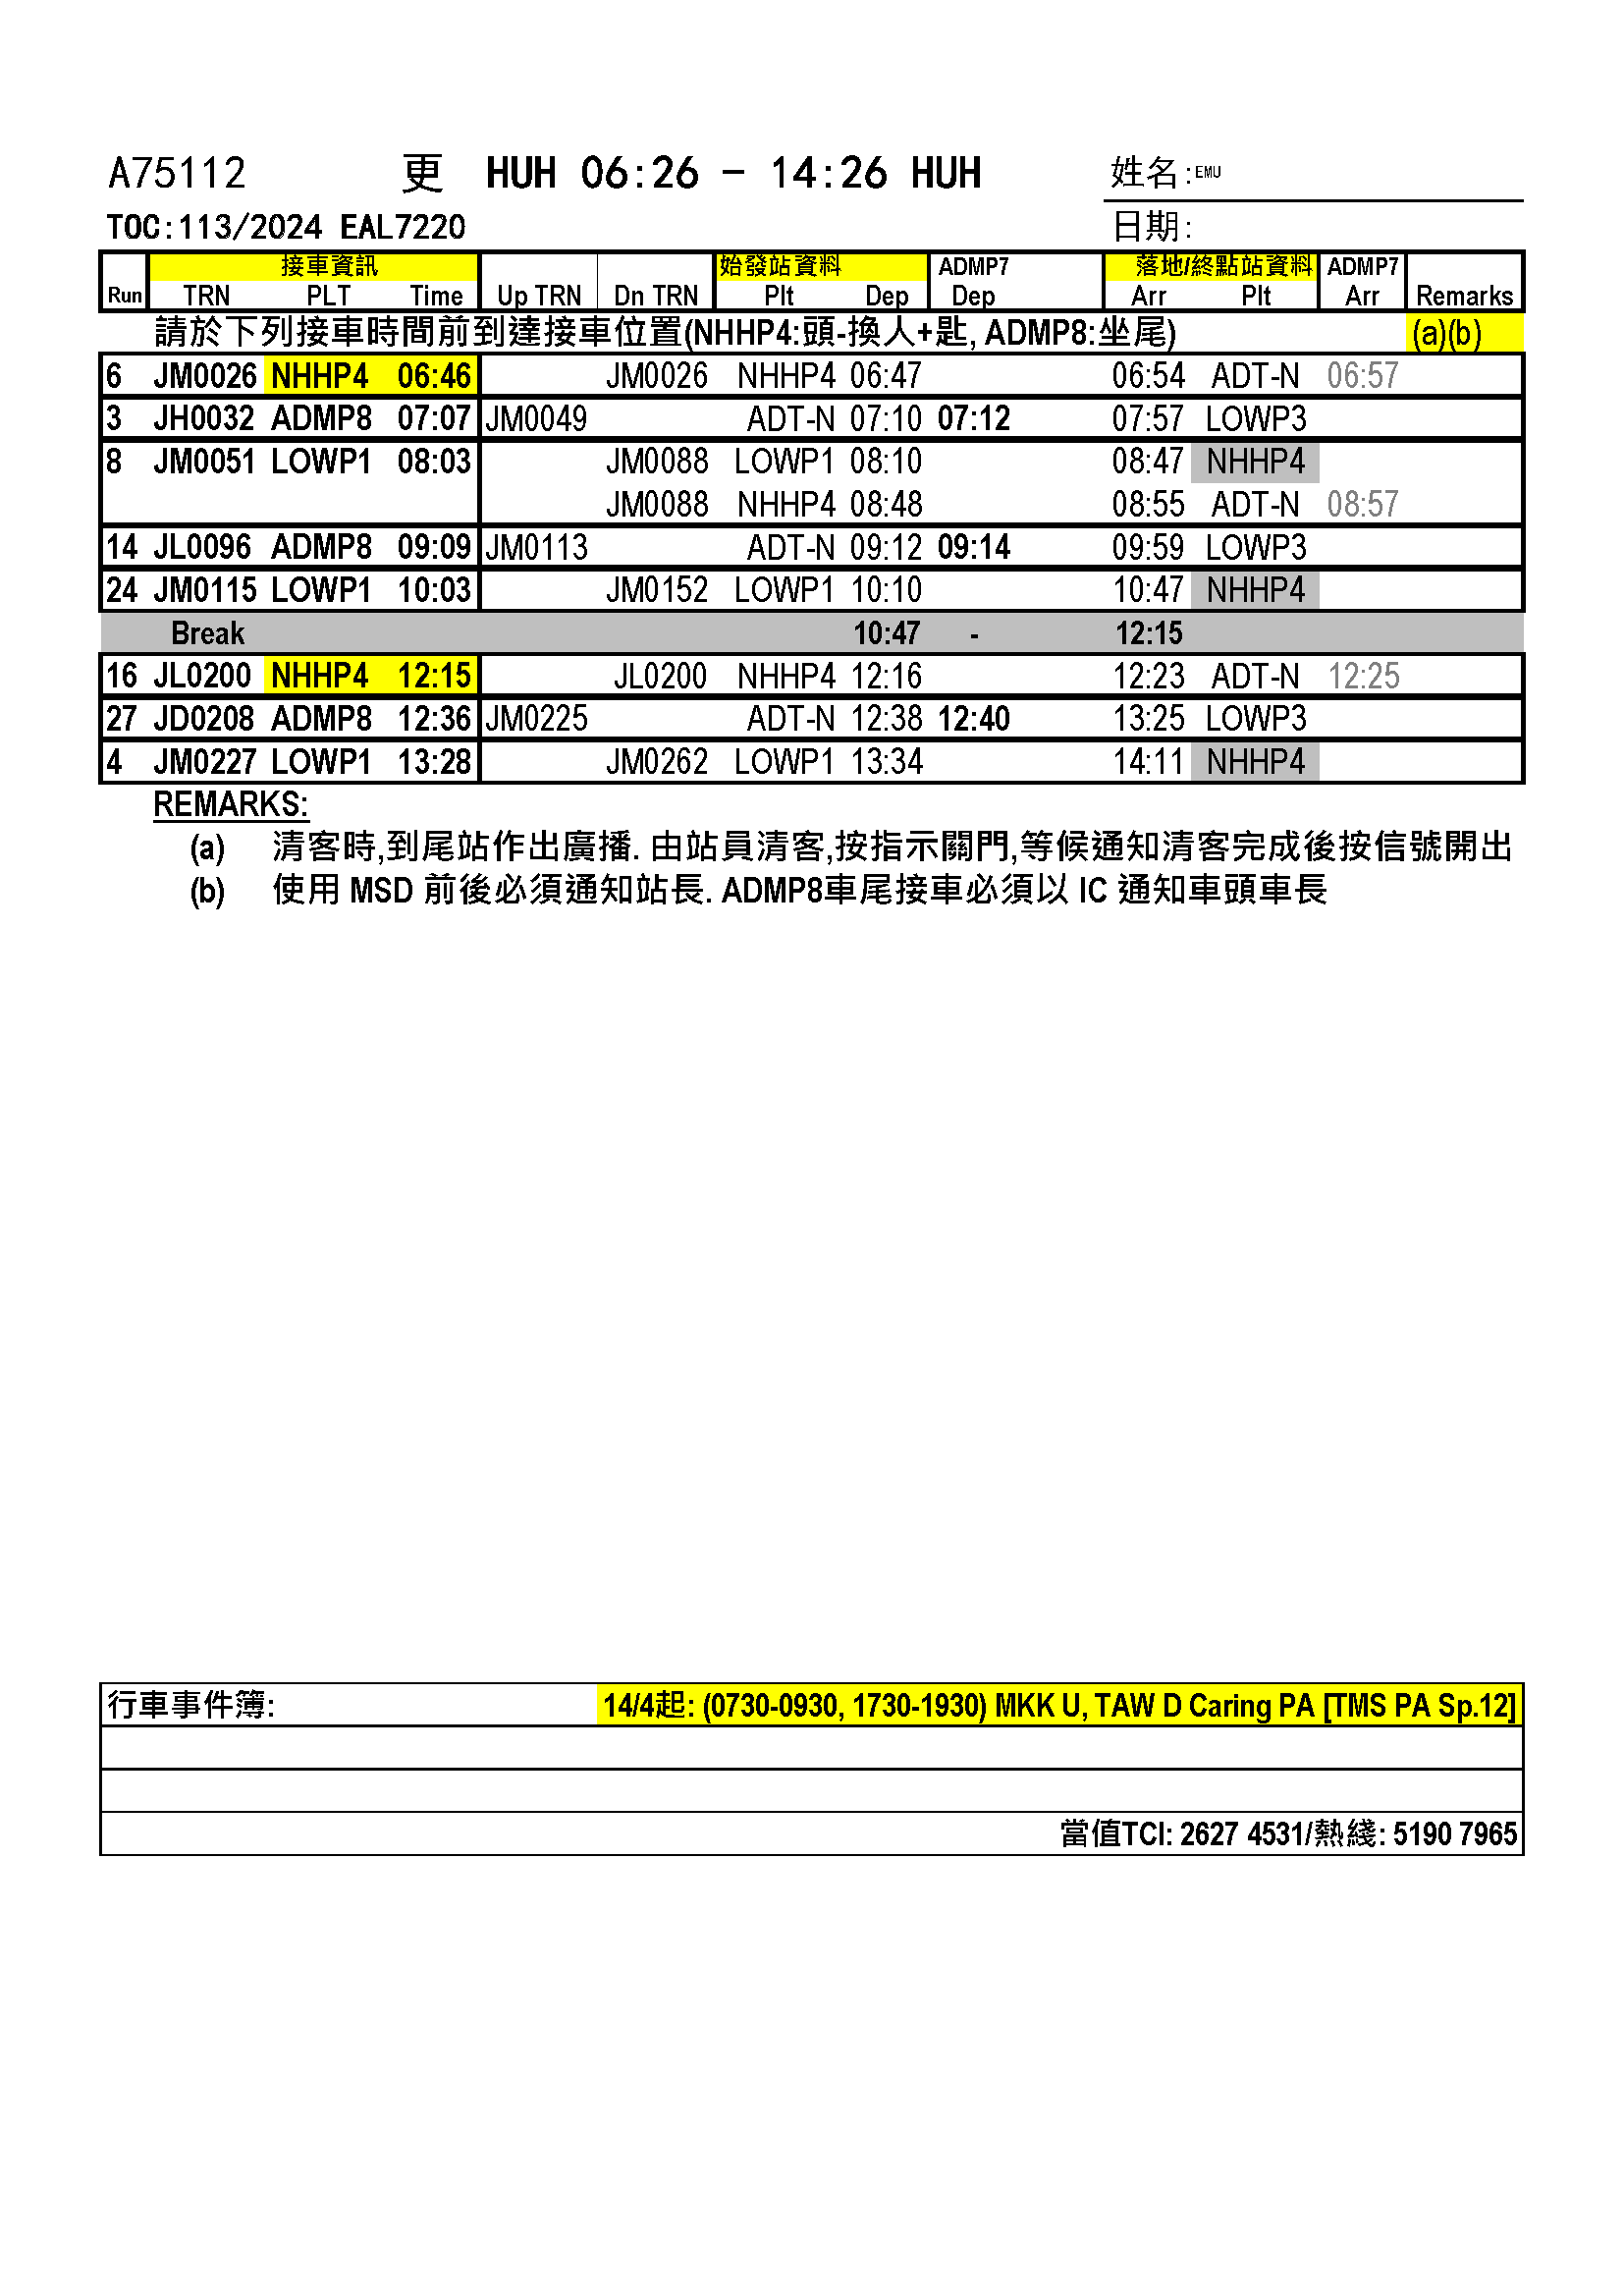 A75112 更 HUH 06:26 - 14:26 HUH 姓名:EMU
TOC:113/2024 EAL7220 日期:
接車資訊 始發站資料 ADMP7 落地/終點站資料 ADMP7
Run TRN PLT Time Up TRN Dn TRN Plt Dep Dep Arr Plt Arr Remarks
請於下列接車時間前到達接車位置(NHHP4:頭-換人+匙, ADMP8:坐尾) (a)(b)
6 JM0026 NHHP4 06:46 JM0026 NHHP4 06:47 06:54 ADT-N 06:57
3 JH0032 ADMP8 07:07 JM0049 ADT-N 07:10 07:12 07:57 LOWP3
8 JM0051 LOWP1 08:03 JM0088 LOWP1 08:10 08:47 NHHP4
JM0088 NHHP4 08:48 08:55 ADT-N 08:57
14 JL0096 ADMP8 09:09 JM0113 ADT-N 09:12 09:14 09:59 LOWP3
24 JM0115 LOWP1 10:03 JM0152 LOWP1 10:10 10:47 NHHP4
Break 10:47 - 12:15
16 JL0200 NHHP4 12:15 JL0200 NHHP4 12:16 12:23 ADT-N 12:25
27 JD0208 ADMP8 12:36 JM0225 ADT-N 12:38 12:40 13:25 LOWP3
4 JM0227 LOWP1 13:28 JM0262 LOWP1 13:34 14:11 NHHP4
REMARKS:
(a) 清客時,到尾站作出廣播. 由站員清客,按指示關門,等候通知清客完成後按信號開出
(b) 使用 MSD 前後必須通知站長. ADMP8車尾接車必須以 IC 通知車頭車長
行車事件簿: 14/4起: (0730-0930, 1730-1930) MKK U, TAW D Caring PA [TMS PA Sp.12]
當值TCI: 2627 4531/熱綫: 5190 7965